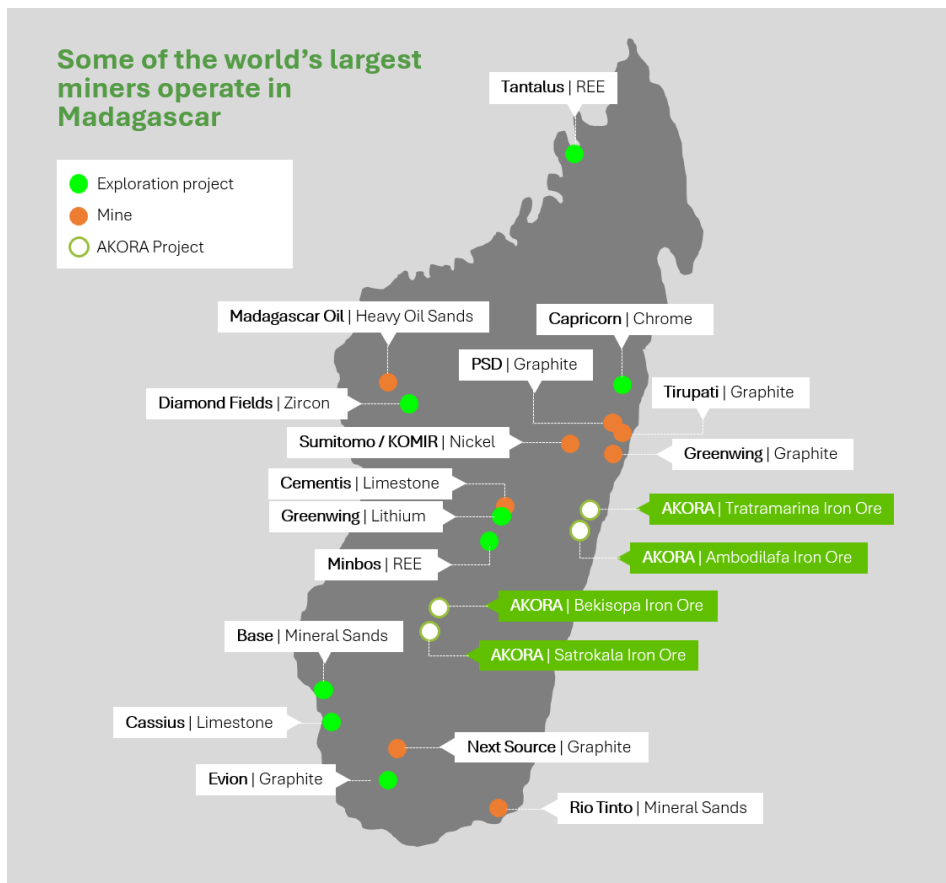 Some of the world's largest
miners operate in
Madagascar
Exploration project
Mine
AKORA Project
Tantalus | REE
Madagascar Oil | Heavy Oil Sands
Capricorn | Chrome
PSD | Graphite
Tirupati | Graphite
Diamond Fields | Zircon
Sumitomo / KOMIR | Nickel
Greenwing | Graphite
Cementis | Limestone
AKORA | Tratramarina Iron Ore
Greenwing | Lithium
AKORA | Ambodilafa Iron Ore
Minbos | REE
AKORA | Bekisopa Iron Ore
Base | Mineral Sands
AKORA | Satrokala Iron Ore
Cassius | Limestone
Next Source | Graphite
Evion | Graphite
Rio Tinto | Mineral Sands